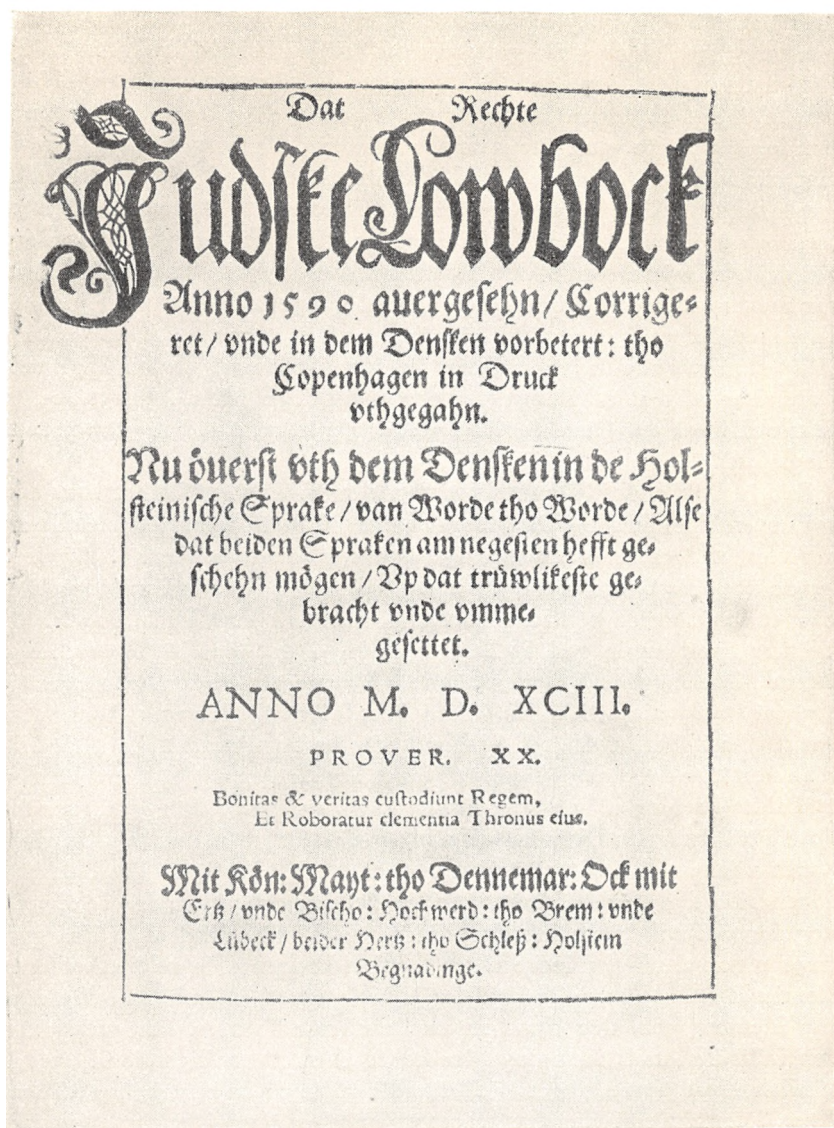 Dat Rechte
Judske Lowbock
Anno 1590 auergesehn/ Corrige-
ret/ vnde in dem Densken vorbetert: tho
Copenhagen in Druck
vthgegahn.
Nu öuerst vth dem Densken in de Hol-
steinische Sprake/ van Worde tho Worde/ Alse
dat beiden Spraken am negesten hefft ge-
schehn mögen/ Vp dat trüwlikeste ge-
bracht vnde vmme-
gesettet.
ANNO M. D. XCIII.
PROVER. XX.
Bonitas & veritas custodiunt Regem,
Et Roboratur clementia Thronus eius.
Mit Kön: Mayt: tho Dennemar: Ock mit
Ertz/ vnde Bischo: Hochwerd: tho Brem: vnde
Lübeck/ beider Hertz: tho Schleß: Holstein
Begnadinge.